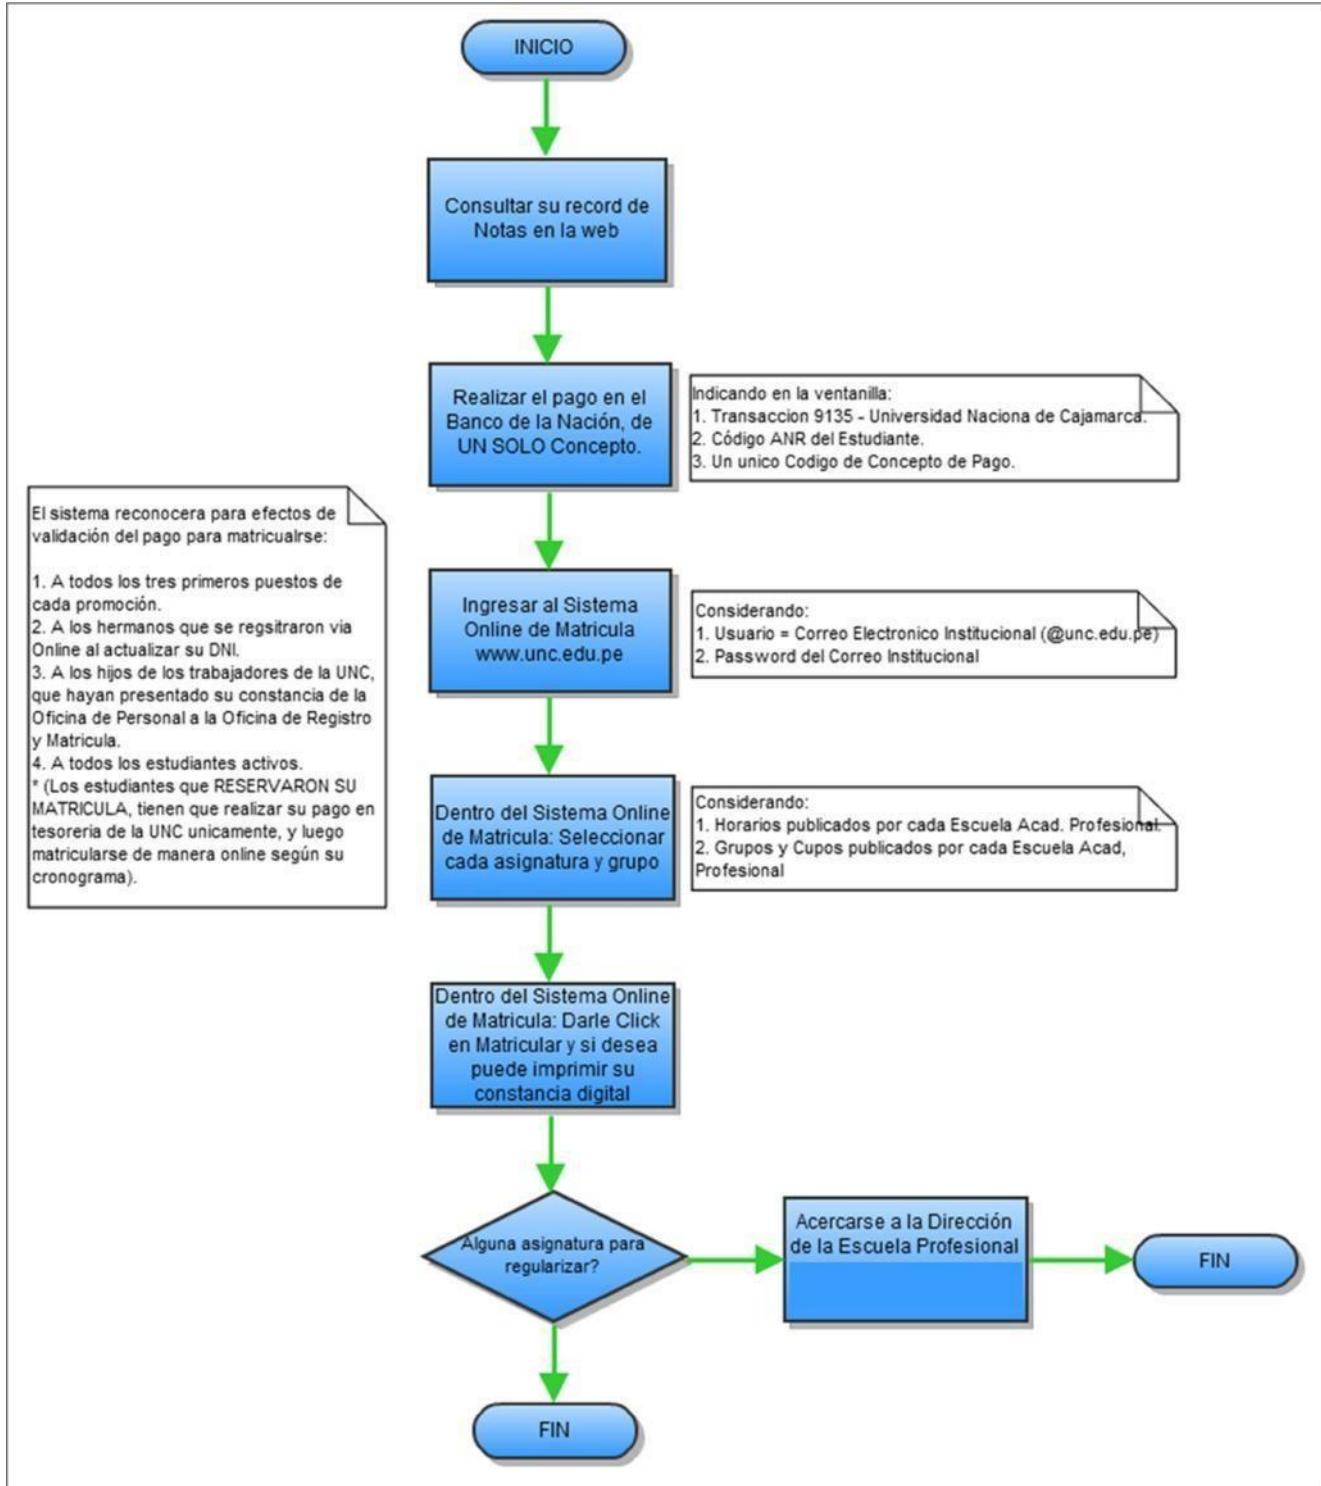 INICIO
Consultar su record de
Notas en la web
Realizar el pago en el
Banco de la Nación, de
UN SOLO Concepto.
Indicando en la ventanilla:
1. Transaccion 9135 - Universidad Naciona de Cajamarca.
2. Código ANR del Estudiante.
3. Un unico Codigo de Concepto de Pago.
El sistema reconocera para efectos de
validación del pago para matricualrse:
1. A todos los tres primeros puestos de
cada promoción.
2. A los hermanos que se regsitraron via
Online al actualizar su DNI.
3. A los hijos de los trabajadores de la UNC,
que hayan presentado su constancia de la
Oficina de Personal a la Oficina de Registro
y Matricula.
4. A todos los estudiantes activos.
* (Los estudiantes que RESERVARON SU
MATRICULA, tienen que realizar su pago en
tesoreria de la UNC unicamente, y luego
matricularse de manera online según su
cronograma).
Ingresar al Sistema
Online de Matricula
www.unc.edu.pe
Considerando:
1. Usuario = Correo Electronico Institucional (@unc.edu.pe)
2. Password del Correo Institucional
Dentro del Sistema Online
de Matricula: Seleccionar
cada asignatura y grupo
Considerando:
1. Horarios publicados por cada Escuela Acad. Profesional.
2. Grupos y Cupos publicados por cada Escuela Acad,
Profesional
Dentro del Sistema Online
de Matricula: Darle Click
en Matricular y si desea
puede imprimir su
constancia digital
Alguna asignatura para
regularizar?
Acercarse a la Dirección
de la Escuela Profesional
FIN
FIN